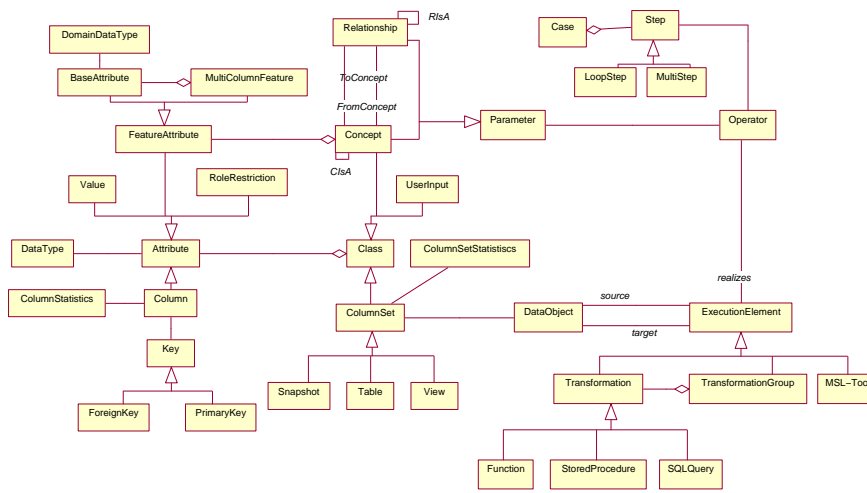 Relationship
RIsA
Case
Step
DomainDataType
BaseAttribute
MultiColumnFeature
ToConcept
LoopStep
MultiStep
FromConcept
FeatureAttribute
Concept
Parameter
Operator
CIsA
Value
RoleRestriction
UserInput
DataType
Attribute
Class
ColumnSetStatistiscs
ColumnStatistics
Column
ColumnSet
DataObject
source
target
realizes
ExecutionElement
Key
Snapshot
Table
View
Transformation
TransformationGroup
MSL-Tool
ForeignKey
PrimaryKey
Function
StoredProcedure
SQLQuery